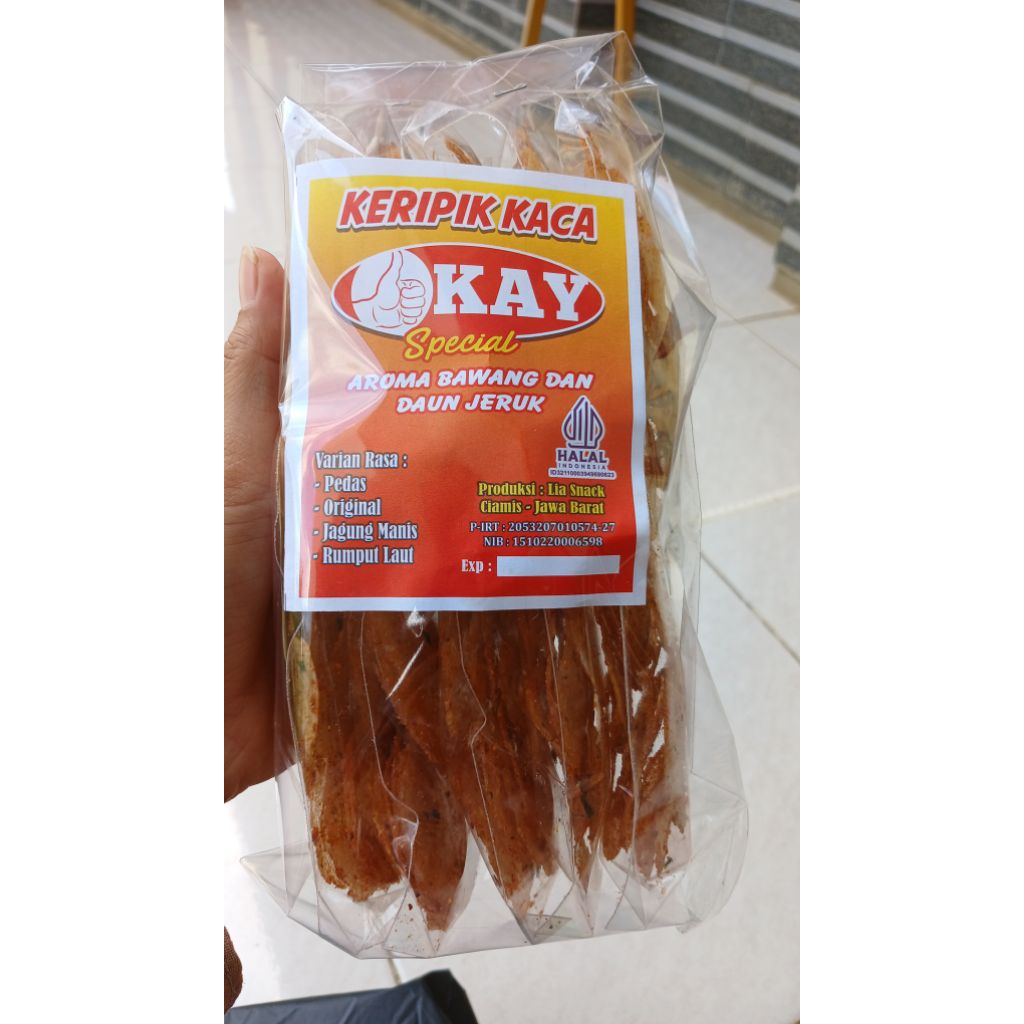 KERIPIK KACA
OKAY
Special
AROMA BAWANG DAN
DAUN JERUK
HALAL
INDONESIA
ID32110003949690823
Varian Rasa :
- Pedas
- Original
- Jagung Manis
- Rumput Laut
Produksi : Lia Snack
Ciamis - Jawa Barat
P-IRT : 2053207010574-27
NIB : 1510220006598
Exp :